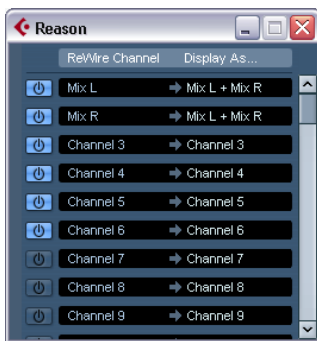 Reason
ReWire Channel Display As...
Mix L Mix L + Mix R
Mix R Mix L + Mix R
Channel 3 Channel 3
Channel 4 Channel 4
Channel 5 Channel 5
Channel 6 Channel 6
Channel 7 Channel 7
Channel 8 Channel 8
Channel 9 Channel 9